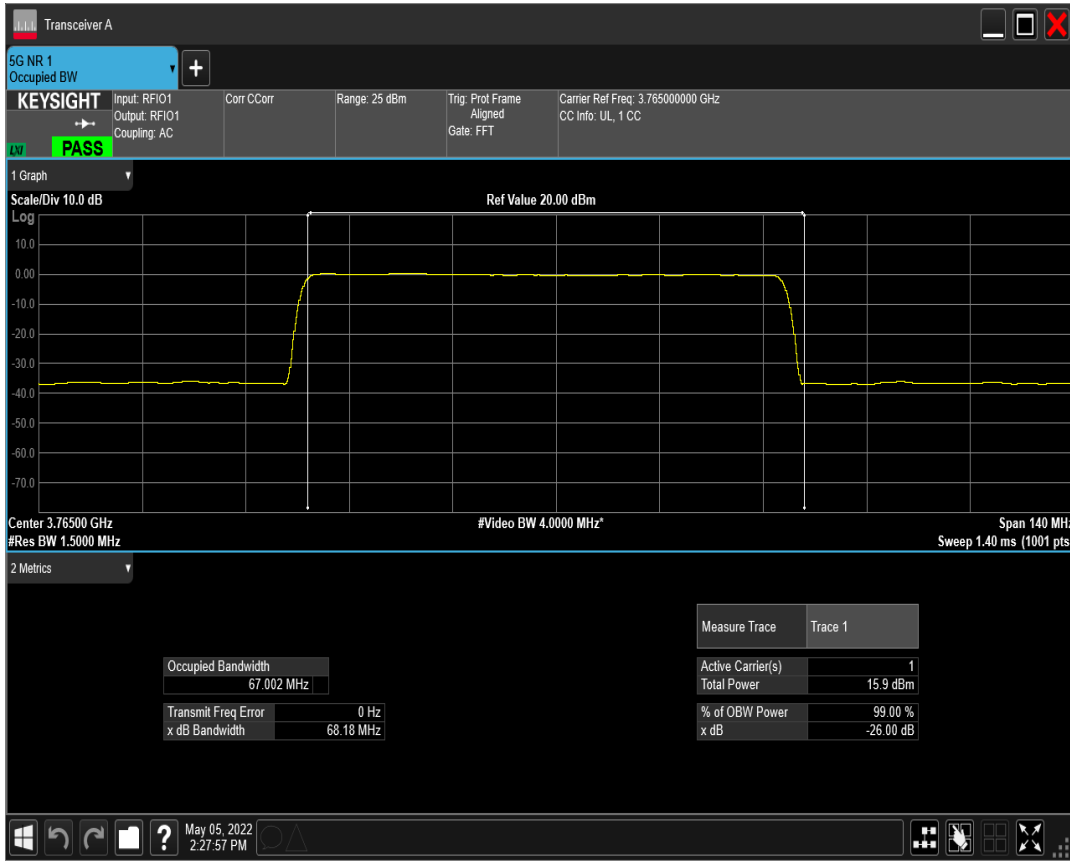 Transceiver A
5G NR 1
Occupied BW
+
KEYSIGHT
LXI
PASS
Input: RFIO1
Output: RFIO1
Coupling: AC
Corr CCorr
Range: 25 dBm
Trig: Prot Frame
Aligned
Gate: FFT
Carrier Ref Freq: 3.765000000 GHz
CC Info: UL, 1 CC
1 Graph
Scale/Div 10.0 dB
Ref Value 20.00 dBm
Log
10.0
0.00
-10.0
-20.0
-30.0
-40.0
-50.0
-60.0
-70.0
Center 3.76500 GHz
#Video BW 4.0000 MHz*
Span 140 MHz
#Res BW 1.5000 MHz
Sweep 1.40 ms (1001 pts
2 Metrics
Measure Trace Trace 1
Occupied Bandwidth
67.002 MHz
Active Carrier(s) 1
Total Power 15.9 dBm
Transmit Freq Error 0 Hz
x dB Bandwidth 68.18 MHz
% of OBW Power 99.00 %
x dB -26.00 dB
?
May 05, 2022
2:27:57 PM